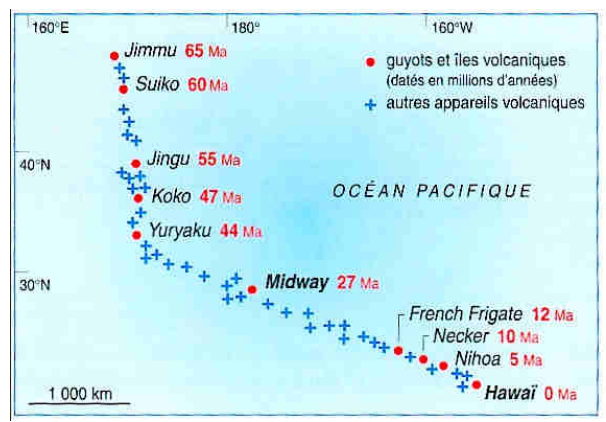 160°E
180°
160°W
Jimmu 65 Ma
guyots et îles volcaniques
(datés en millions d'années)
Suiko 60 Ma
autres appareils volcaniques
40°N
Jingu 55 Ma
Koko 47 Ma
OCÉAN PACIFIQUE
Yuryaku 44 Ma
30°N
Midway 27 Ma
French Frigate 12 Ma
Necker 10 Ma
Nihoa 5 Ma
Hawaï 0 Ma
1 000 km